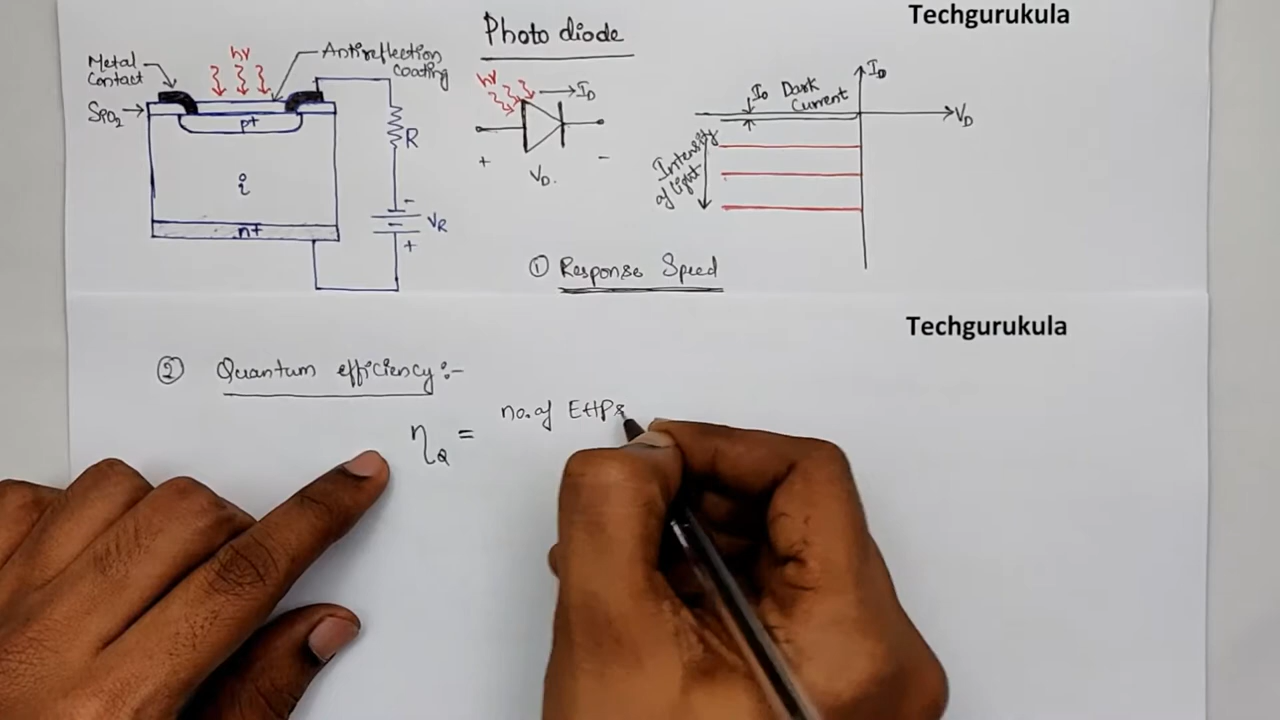 Techgurukula
Photo diode
Metal
Contact
hν
Antireflection
coating
SiO2
p+
i
n+
R
-
VR
+
hν
ID
+
VD.
-
ID
I0 Dark
Current
VD
Intensity
of light
① Response Speed
Techgurukula
② Quantum efficiency:-
ηQ =
no. of EHPs